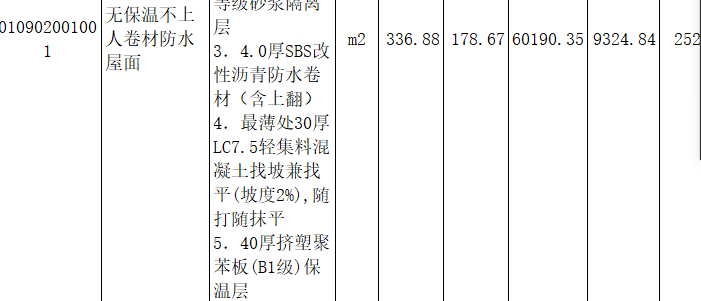 01090200100
1
无保温不上
人卷材防水
屋面
等级砂浆隔离
层
3. 4.0厚SBS改
性沥青防水卷
材（含上翻）
4. 最薄处30厚
LC7.5轻集料混
凝土找坡兼找
平(坡度2%),随
打随抹平
5. 40厚挤塑聚
苯板(B1级)保
温层
m2
336.88
178.67
60190.35
9324.84
252